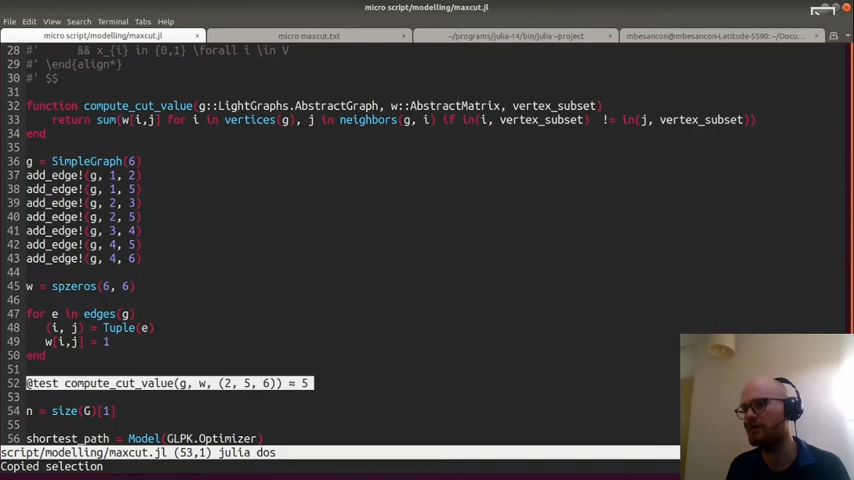 micro script/modelling/maxcut.jl
File Edit View Search Terminal Tabs Help
micro script/modelling/maxcut.jl × micro maxcut.txt × ~/programs/julia-14/bin/julia --project × mbesancon@mbesancon-Latitude-5590: ~/Docu... ×
28 #' && x_{i} in {0,1} \forall i \in V
29 #' \end{align*}
30 #' $$
31
32 function compute_cut_value(g::LightGraphs.AbstractGraph, w::AbstractMatrix, vertex_subset)
33 return sum(w[i,j] for i in vertices(g), j in neighbors(g, i) if in(i, vertex_subset) != in(j, vertex_subset))
34 end
35
36 g = SimpleGraph(6)
37 add_edge!(g, 1, 2)
38 add_edge!(g, 1, 5)
39 add_edge!(g, 2, 3)
40 add_edge!(g, 2, 5)
41 add_edge!(g, 3, 4)
42 add_edge!(g, 4, 5)
43 add_edge!(g, 4, 6)
44
45 w = spzeros(6, 6)
46
47 for e in edges(g)
48 (i, j) = Tuple(e)
49 w[i,j] = 1
50 end
51
52 @test compute_cut_value(g, w, (2, 5, 6)) ≈ 5
53
54 n = size(G)[1]
55
56 shortest_path = Model(GLPK.Optimizer)
script/modelling/maxcut.jl (53,1) julia dos
Copied selection